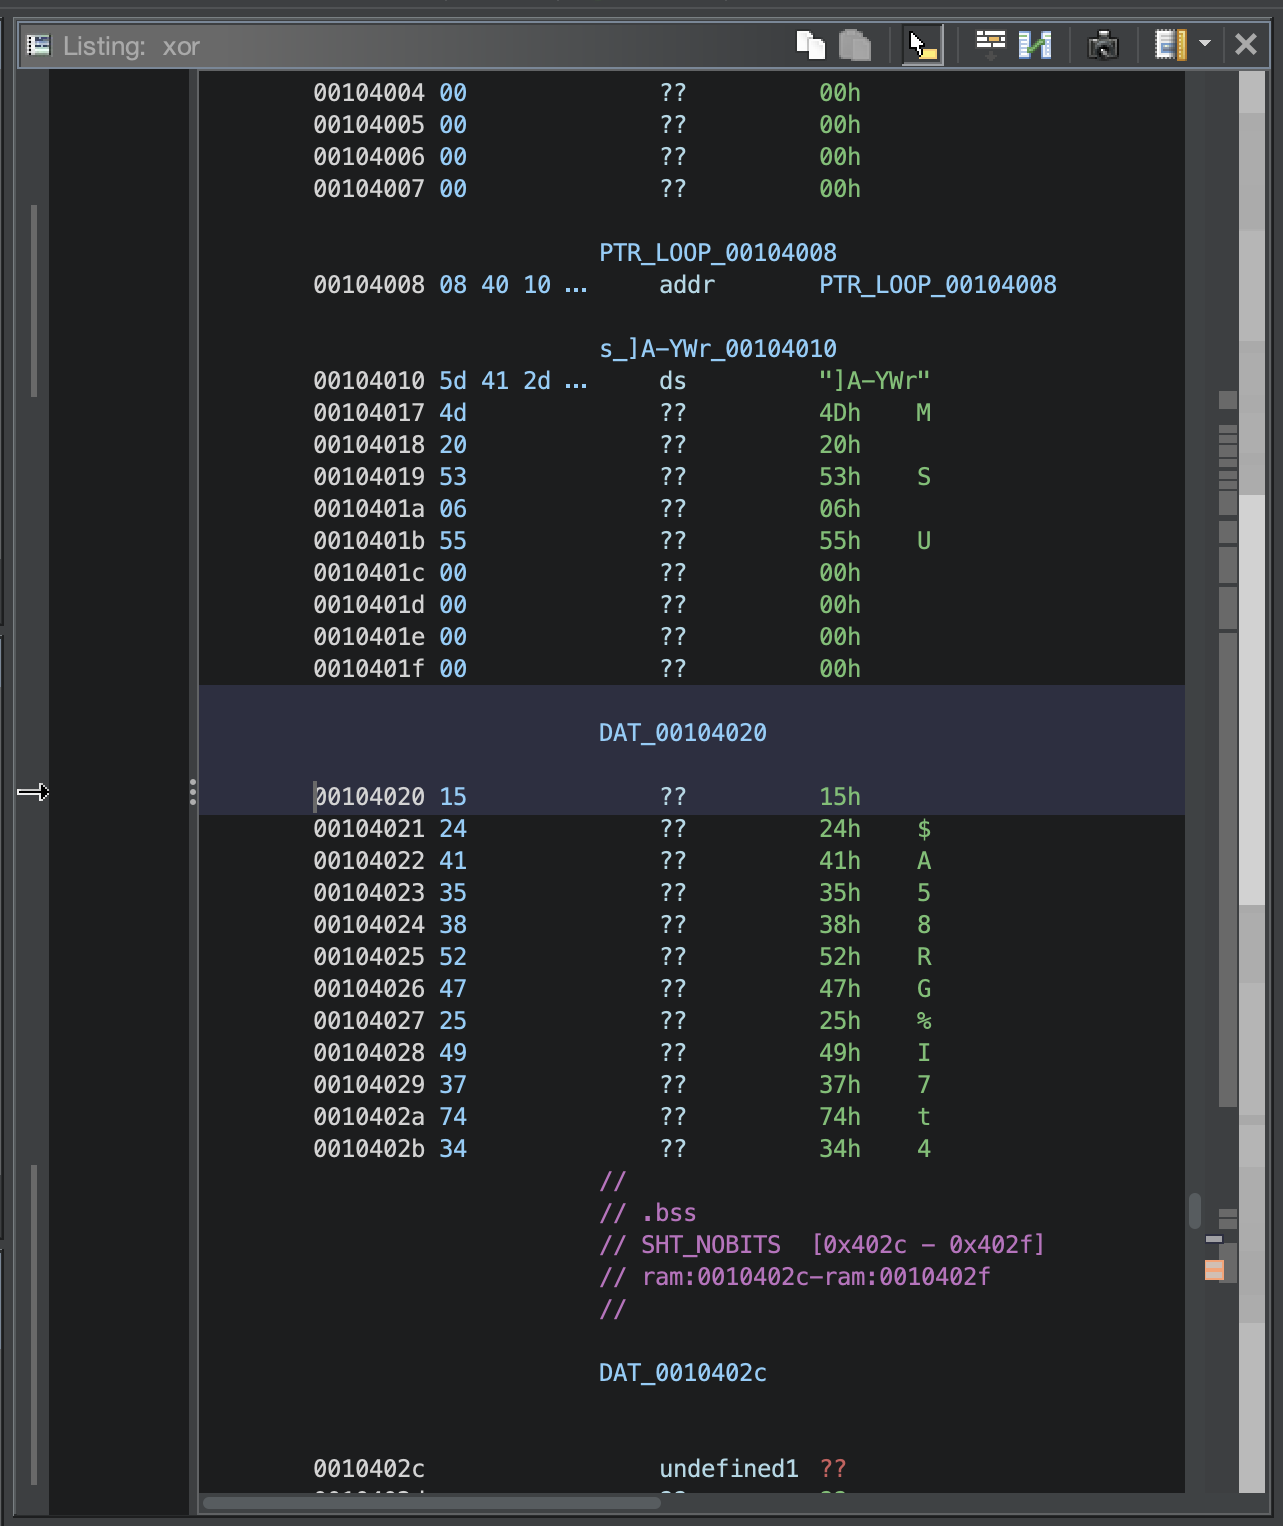 Listing: xor
00104004 00 ?? 00h
00104005 00 ?? 00h
00104006 00 ?? 00h
00104007 00 ?? 00h
PTR_LOOP_00104008
00104008 08 40 10 ... addr PTR_LOOP_00104008
s_]A-YWr_00104010
00104010 5d 41 2d ... ds "]A-YWr"
00104017 4d ?? 4Dh M
00104018 20 ?? 20h
00104019 53 ?? 53h S
0010401a 06 ?? 06h
0010401b 55 ?? 55h U
0010401c 00 ?? 00h
0010401d 00 ?? 00h
0010401e 00 ?? 00h
0010401f 00 ?? 00h
DAT_00104020
00104020 15 ?? 15h
00104021 24 ?? 24h $
00104022 41 ?? 41h A
00104023 35 ?? 35h 5
00104024 38 ?? 38h 8
00104025 52 ?? 52h R
00104026 47 ?? 47h G
00104027 25 ?? 25h %
00104028 49 ?? 49h I
00104029 37 ?? 37h 7
0010402a 74 ?? 74h t
0010402b 34 ?? 34h 4
//
// .bss
// SHT_NOBITS [0x402c - 0x402f]
// ram:0010402c-ram:0010402f
//
DAT_0010402c
0010402c undefined1 ??